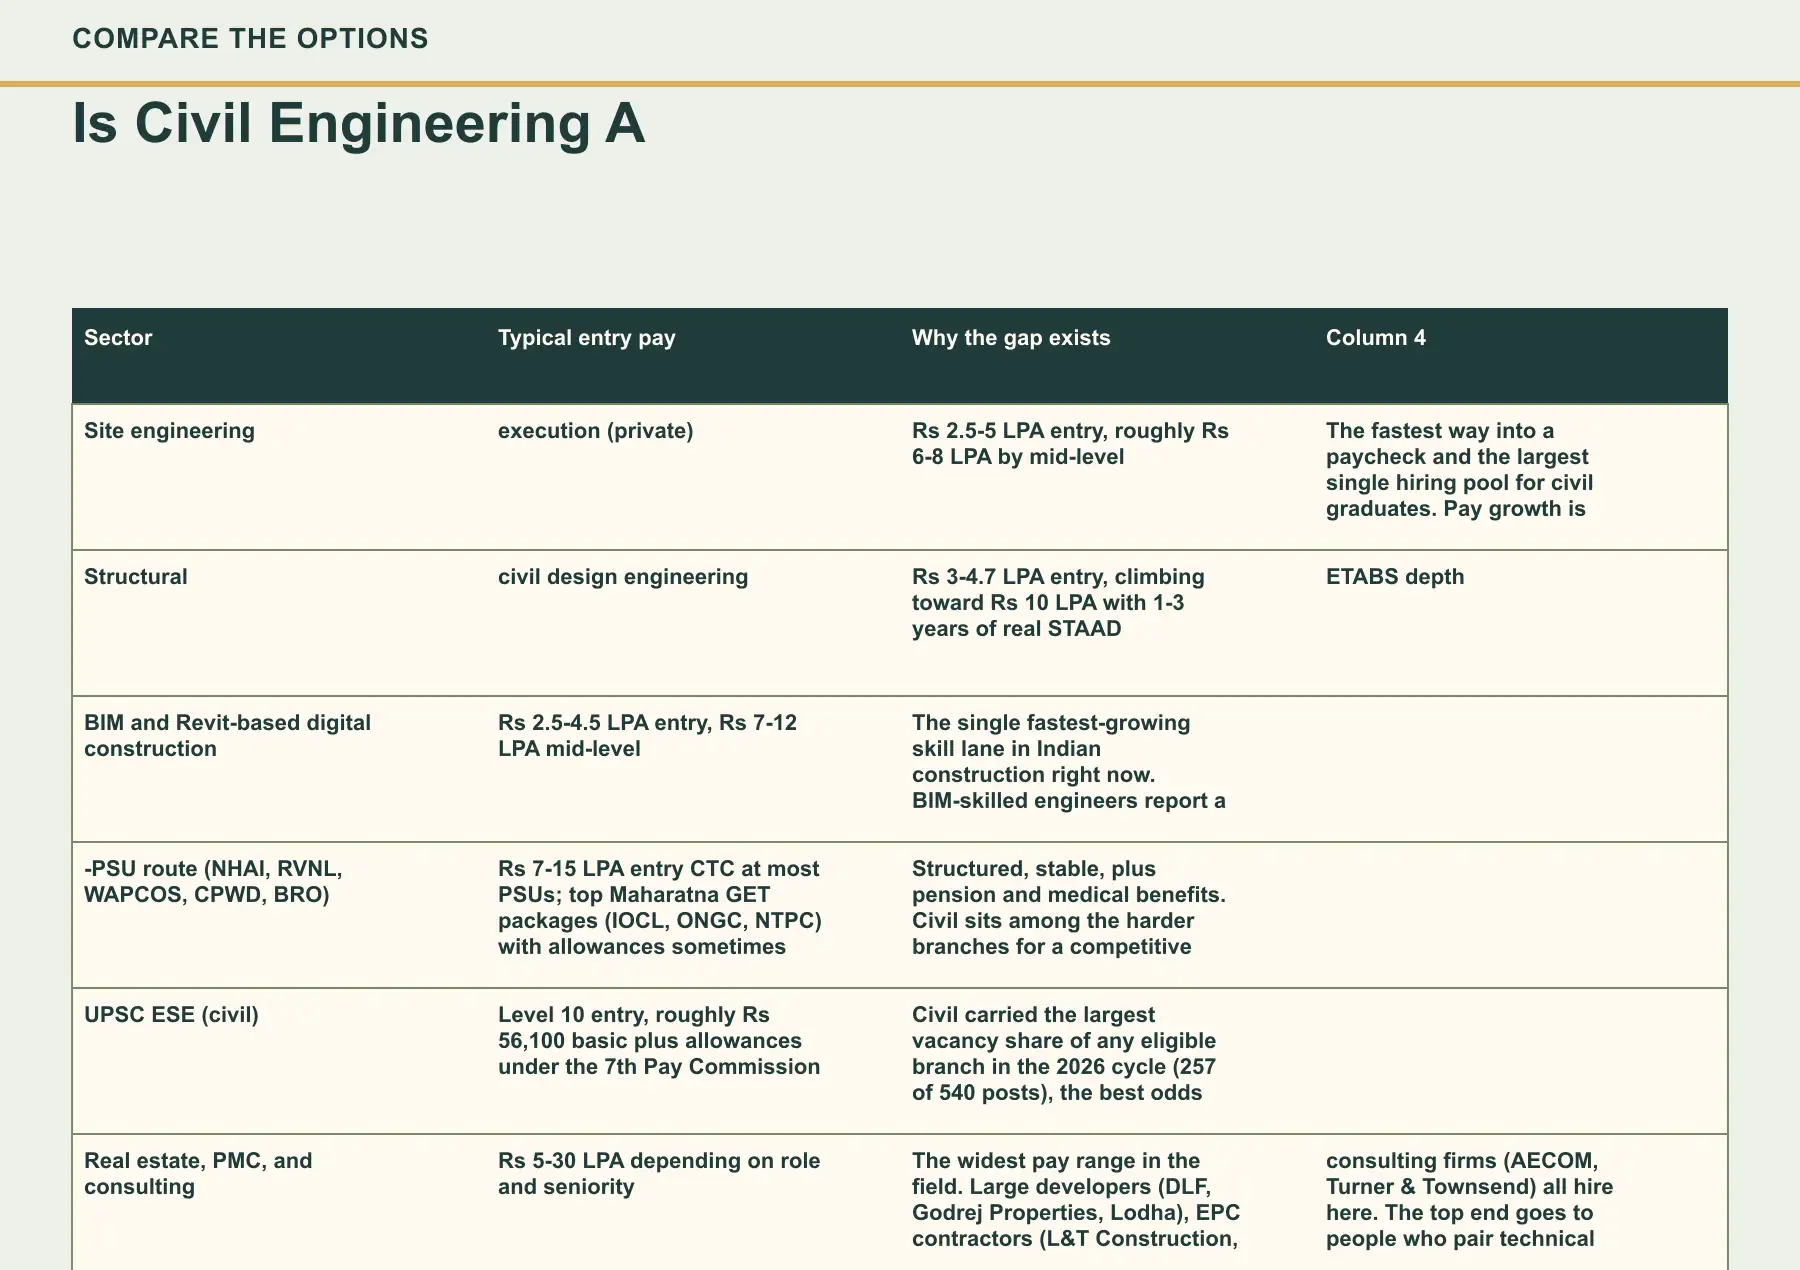 COMPARE THE OPTIONS
Is Civil Engineering A
Sector
Typical entry pay
Why the gap exists
Column 4
Site engineering
execution (private)
Rs 2.5-5 LPA entry, roughly Rs
6-8 LPA by mid-level
The fastest way into a
paycheck and the largest
single hiring pool for civil
graduates. Pay growth is
Structural
civil design engineering
Rs 3-4.7 LPA entry, climbing
toward Rs 10 LPA with 1-3
years of real STAAD
ETABS depth
BIM and Revit-based digital
construction
Rs 2.5-4.5 LPA entry, Rs 7-12
LPA mid-level
The single fastest-growing
skill lane in Indian
construction right now.
BIM-skilled engineers report a
-PSU route (NHAI, RVNL,
WAPCOS, CPWD, BRO)
Rs 7-15 LPA entry CTC at most
PSUs; top Maharatna GET
packages (IOCL, ONGC, NTPC)
with allowances sometimes
Structured, stable, plus
pension and medical benefits.
Civil sits among the harder
branches for a competitive
UPSC ESE (civil)
Level 10 entry, roughly Rs
56,100 basic plus allowances
under the 7th Pay Commission
Civil carried the largest
vacancy share of any eligible
branch in the 2026 cycle (257
of 540 posts), the best odds
Real estate, PMC, and
consulting
Rs 5-30 LPA depending on role
and seniority
The widest pay range in the
field. Large developers (DLF,
Godrej Properties, Lodha), EPC
contractors (L&T Construction,
consulting firms (AECOM,
Turner & Townsend) all hire
here. The top end goes to
people who pair technical